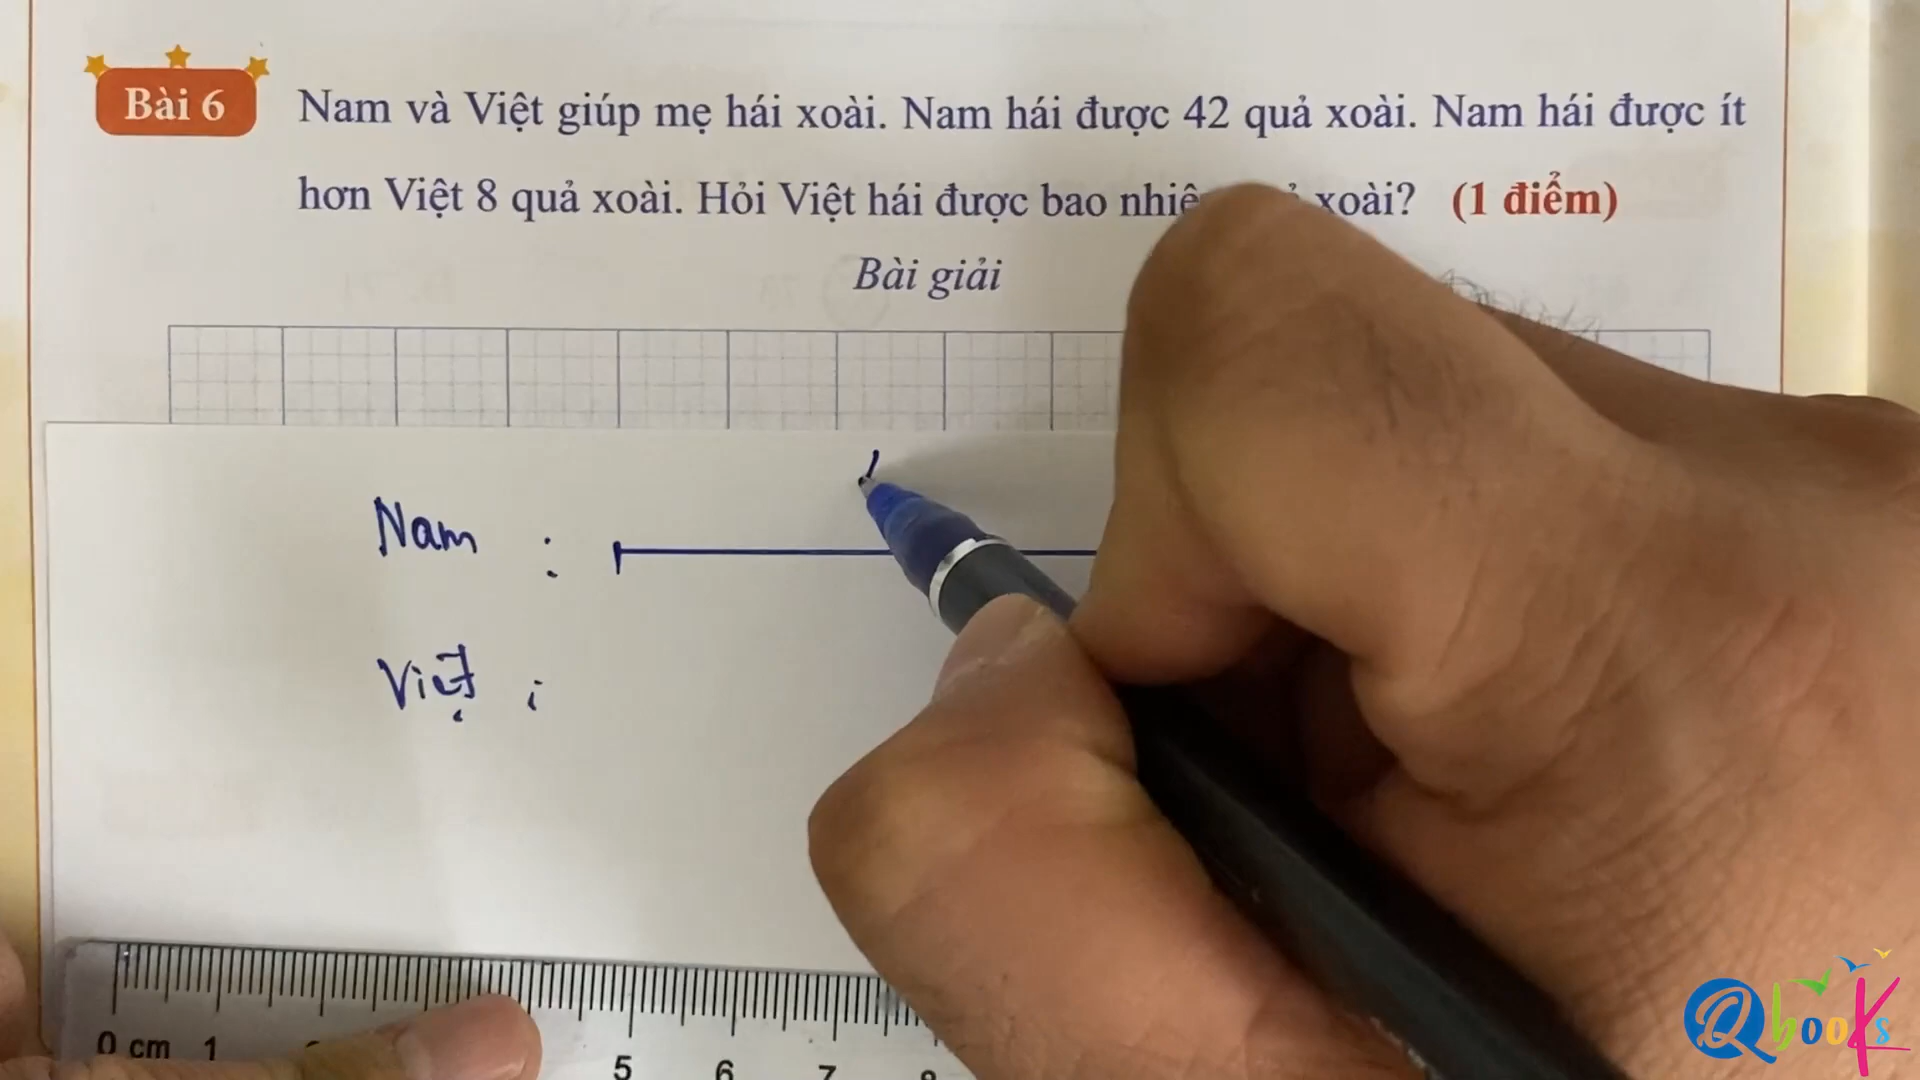 Bài 6 Nam và Việt giúp mẹ hái xoài. Nam hái được 42 quả xoài. Nam hái được ít
hơn Việt 8 quả xoài. Hỏi Việt hái được bao xoài? (1 điểm)
Bài giải
Nam :
Việt :
0 cm 1 5 6 7
Qbooks